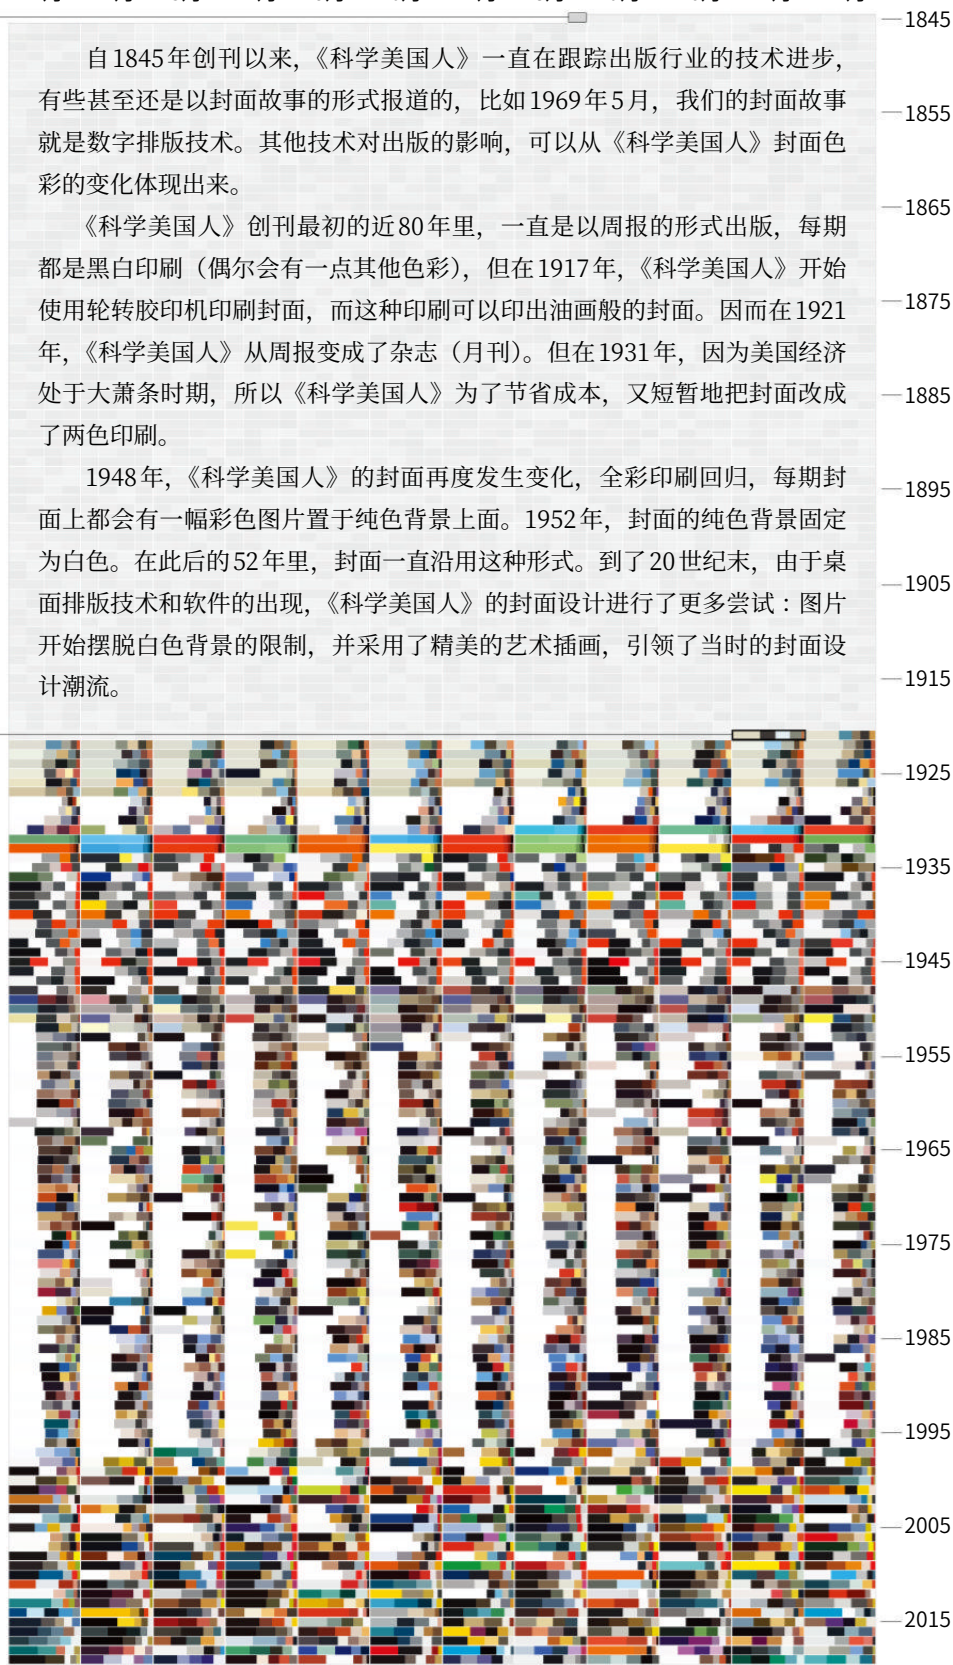 1845
自1845年创刊以来，《科学美国人》一直在跟踪出版行业的技术进步，
有些甚至还是以封面故事的形式报道的，比如1969年5月，我们的封面故事
就是数字排版技术。其他技术对出版的影响，可以从《科学美国人》封面色
彩的变化体现出来。
《科学美国人》创刊最初的近80年里，一直是以周报的形式出版，每期
都是黑白印刷（偶尔会有一点其他色彩），但在1917年，《科学美国人》开始
使用轮转胶印机印刷封面，而这种印刷可以印出油画般的封面。因而在1921
年，《科学美国人》从周报变成了杂志（月刊）。但在1931年，因为美国经济
处于大萧条时期，所以《科学美国人》为了节省成本，又短暂地把封面改成
了两色印刷。
1948年，《科学美国人》的封面再度发生变化，全彩印刷回归，每期封
面上都会有一幅彩色图片置于纯色背景上面。1952年，封面的纯色背景固定
为白色。在此后的52年里，封面一直沿用这种形式。到了20世纪末，由于桌
面排版技术和软件的出现，《科学美国人》的封面设计进行了更多尝试：图片
开始摆脱白色背景的限制，并采用了精美的艺术插画，引领了当时的封面设
计潮流。
1855
1865
1875
1885
1895
1905
1915
1925
1935
1945
1955
1965
1975
1985
1995
2005
2015